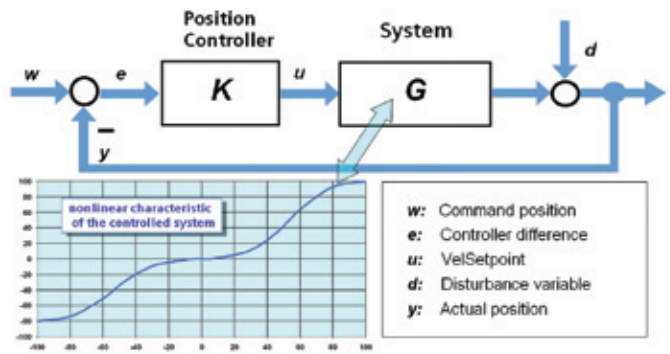 Position
Controller
System
w
e
K
u
G
d
y
nonlinear characteristic
of the controlled system
100
80
60
40
20
0
-20
-40
-60
-80
-100
-100 -80 -60 -40 -20 0 20 40 60 80 100
w: Command position
e: Controller difference
u: VelSetpoint
d: Disturbance variable
y: Actual position